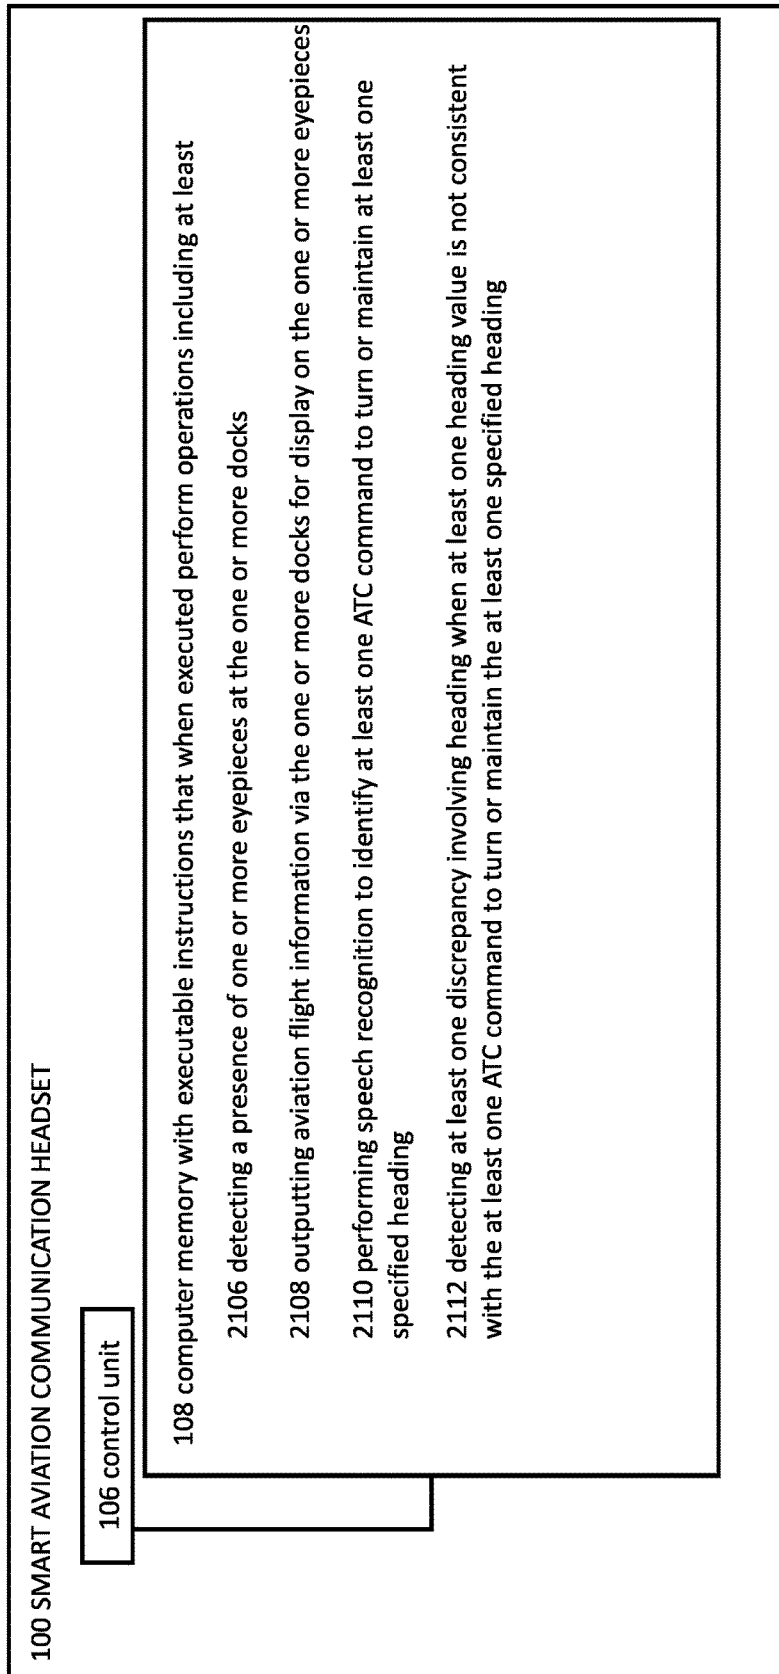 100 SMART AVIATION COMMUNICATION HEADSET
106 control unit
108 computer memory with executable instructions that when executed perform operations including at least
2106 detecting a presence of one or more eyepieces at the one or more docks
2108 outputting aviation flight information via the one or more docks for display on the one or more eyepieces
2110 performing speech recognition to identify at least one ATC command to turn or maintain at least one
specified heading
2112 detecting at least one discrepancy involving heading when at least one heading value is not consistent
with the at least one ATC command to turn or maintain the at least one specified heading